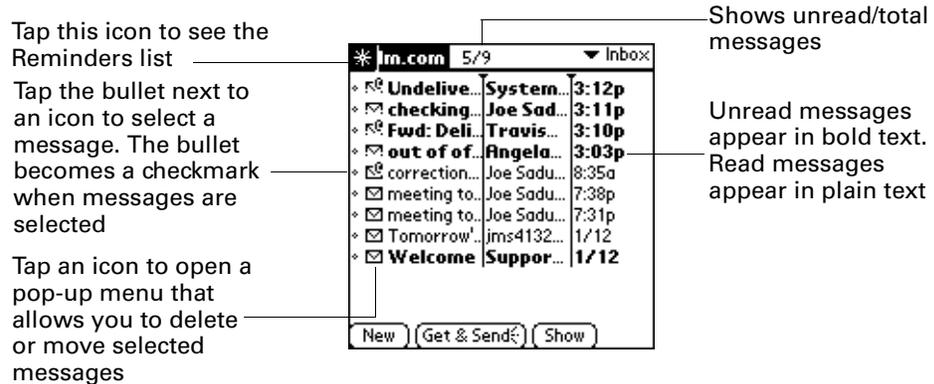 Tap this icon to see the
Reminders list
Tap the bullet next to
an icon to select a
message. The bullet
becomes a checkmark
when messages are
selected
Tap an icon to open a
pop-up menu that
allows you to delete
or move selected
messages
lm.com 5/9 Inbox
Undelive... System... 3:12p
checking... Joe Sad... 3:11p
Fwd: Deli... Travis... 3:10p
out of of... Angela... 3:03p
correction... Joe Sadu... 8:35a
meeting to... Joe Sadu... 7:38p
meeting to... Joe Sadu... 7:31p
Tomorrow'... jms4132... 1/12
Welcome Suppor... 1/12
New Get & Send Show
Shows unread/total
messages
Unread messages
appear in bold text.
Read messages
appear in plain text